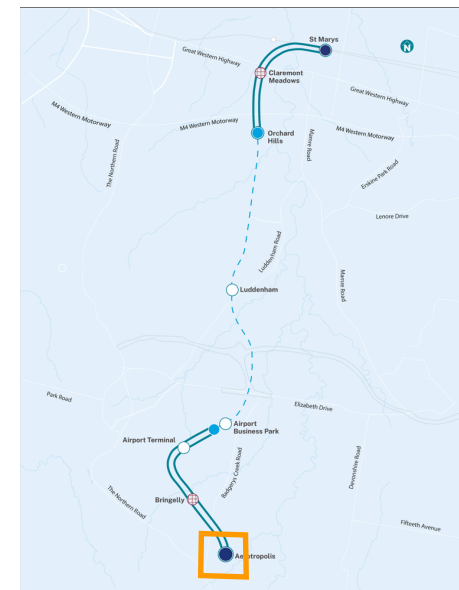 St Marys
N
Great Western Highway
Claremont
Meadows
Great Western Highway
M4 Western Motorway
M4 Western Motorway
Orchard
Hills
M4 Western Motorway
Mamre Road
The Northern Road
Erskine Park Road
Lenore Drive
Luddenham Road
Mamre Road
Luddenham
Park Road
Elizabeth Drive
Airport
Business Park
Airport Terminal
Badgerys Creek Road
Devonshire Road
The Northern Road
Bringelly
Fifteenth Avenue
Aerotropolis